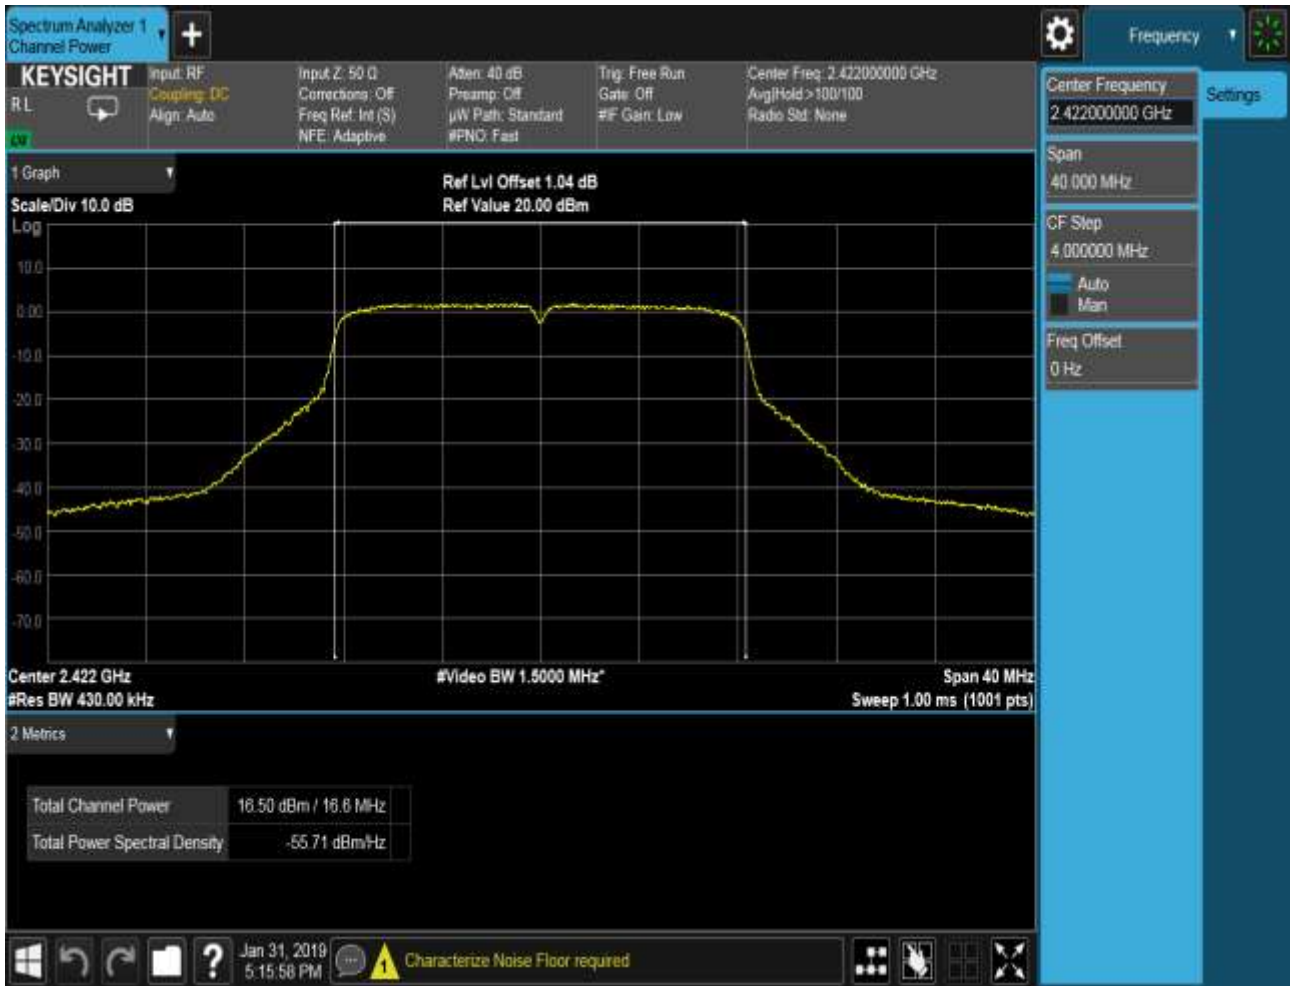 Spectrum Analyzer 1
Channel Power
+
Frequency
KEYSIGHT
R L
LXI
Input: RF
Coupling: DC
Align: Auto
Input Z: 50 Ω
Corrections: Off
Freq Ref: Int (S)
NFE: Adaptive
Atten: 40 dB
Preamp: Off
µW Path: Standard
#PNO: Fast
Trig: Free Run
Gate: Off
#IF Gain: Low
Center Freq: 2.422000000 GHz
Avg|Hold:>100/100
Radio Std: None
Center Frequency
2.422000000 GHz
Settings
Span
40.000 MHz
CF Step
4.000000 MHz
Auto
Man
Freq Offset
0 Hz
1 Graph
Scale/Div 10.0 dB
Ref Lvl Offset 1.04 dB
Ref Value 20.00 dBm
Log
10.0
0.00
-10.0
-20.0
-30.0
-40.0
-50.0
-60.0
-70.0
Center 2.422 GHz
#Res BW 430.00 kHz
#Video BW 1.5000 MHz*
Span 40 MHz
Sweep 1.00 ms (1001 pts)
2 Metrics
Total Channel Power 16.50 dBm / 16.6 MHz
Total Power Spectral Density -55.71 dBm/Hz
?
Jan 31, 2019
5:15:58 PM
1
Characterize Noise Floor required